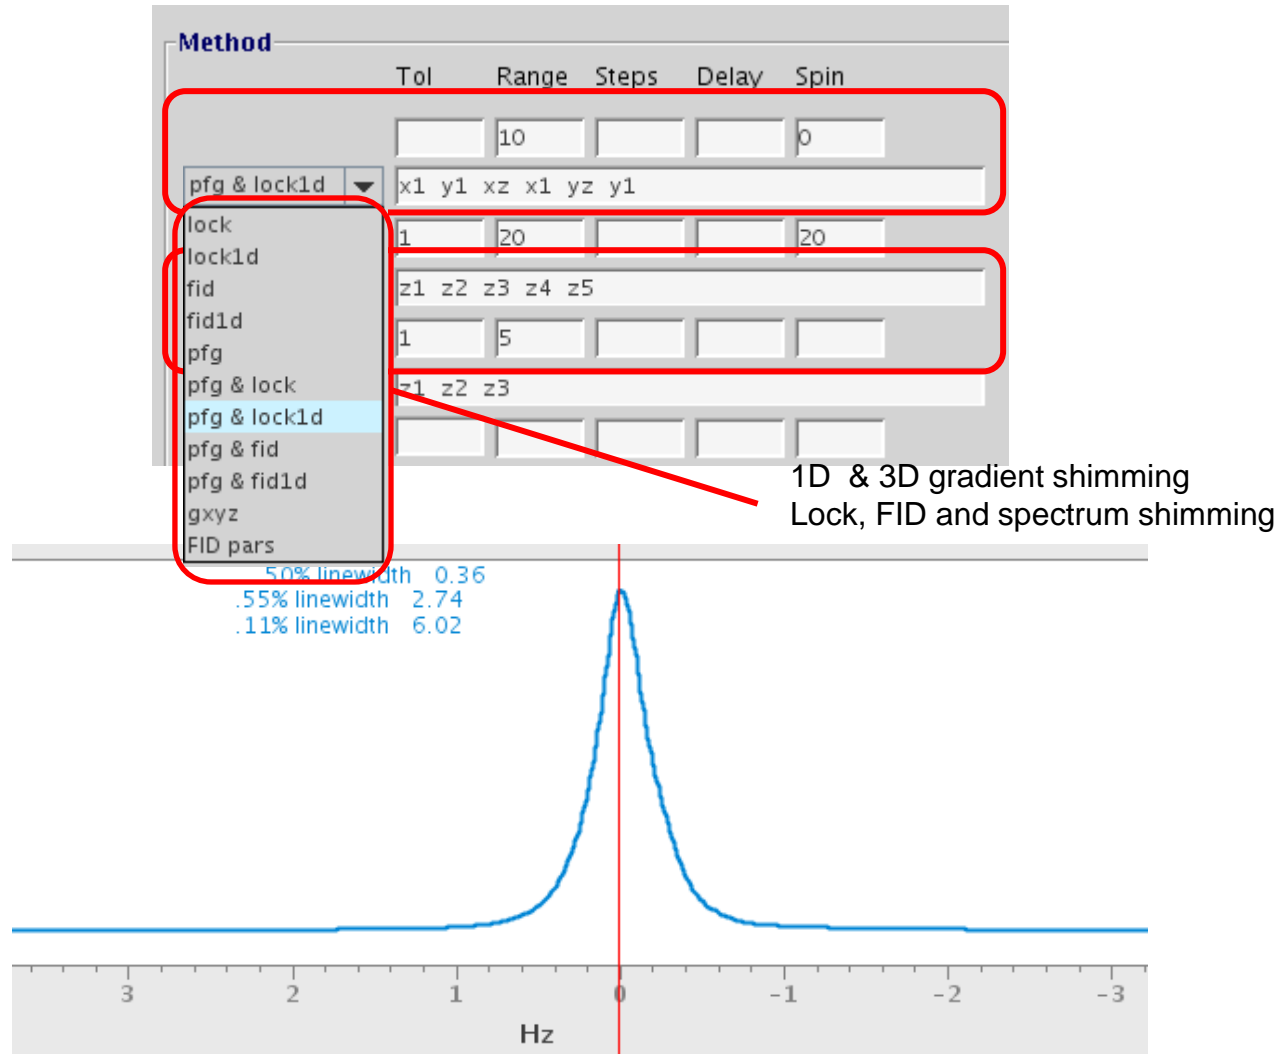 Method
Tol Range Steps Delay Spin
10 0
pfg & lock1d x1 y1 xz x1 yz y1
lock
1 20 20
lock1d
fid z1 z2 z3 z4 z5
fid1d
1 5
pfg
pfg & lock z1 z2 z3
pfg & lock1d
pfg & fid
pfg & fid1d
gxyz
FID pars
1D & 3D gradient shimming
Lock, FID and spectrum shimming
50% linewidth 0.36
.55% linewidth 2.74
.11% linewidth 6.02
3 2 1 0 -1 -2 -3
Hz